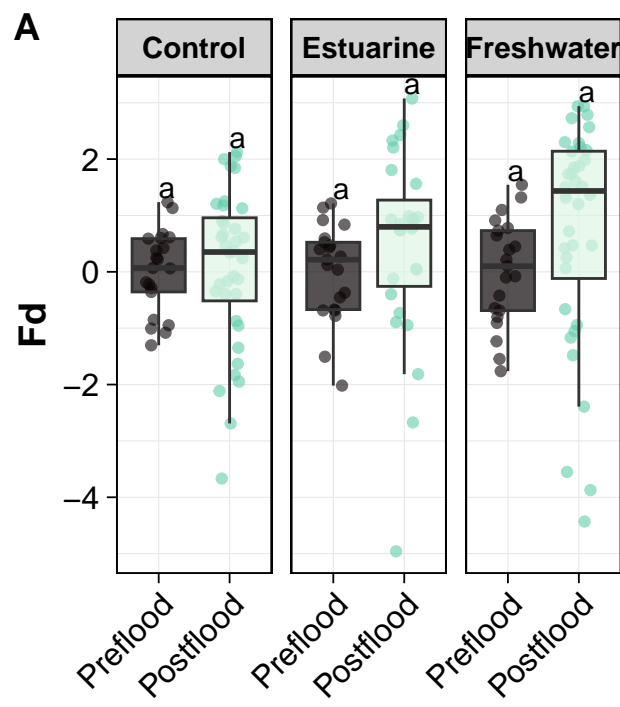 A
Control Estuarine Freshwater
a a a a a a
2
0
−2
−4
Fd
Preflood Postflood Preflood Postflood Preflood Postflood